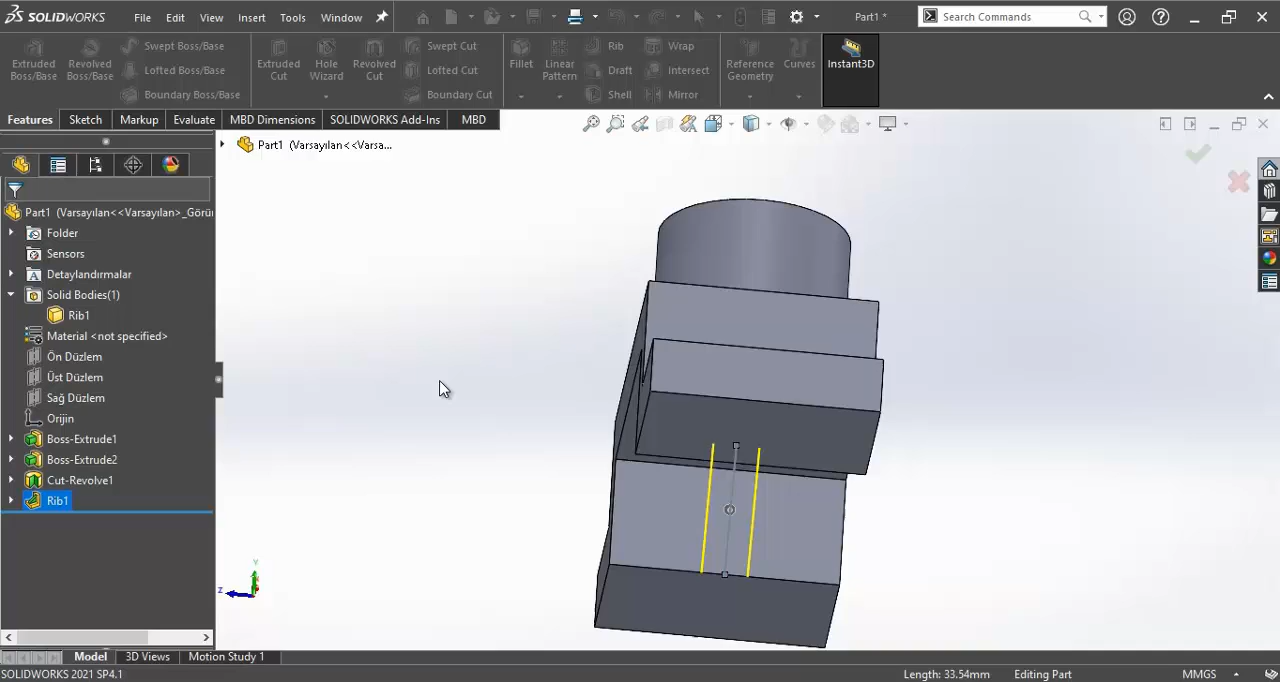 SOLIDWORKS File Edit View Insert Tools Window Part1 * Search Commands
Extruded Boss/Base
Revolved Boss/Base
Swept Boss/Base
Lofted Boss/Base
Boundary Boss/Base
Extruded Cut
Hole Wizard
Revolved Cut
Swept Cut
Lofted Cut
Boundary Cut
Fillet
Linear Pattern
Rib
Draft
Shell
Wrap
Intersect
Mirror
Reference Geometry
Curves
Instant3D
Features Sketch Markup Evaluate MBD Dimensions SOLIDWORKS Add-Ins MBD
Part1 (Varsayılan<<Varsa...
Part1 (Varsayılan<<Varsayılan>_Görü
Folder
Sensors
Detaylandırmalar
Solid Bodies(1)
Rib1
Material <not specified>
Ön Düzlem
Üst Düzlem
Sağ Düzlem
Orijin
Boss-Extrude1
Boss-Extrude2
Cut-Revolve1
Rib1
Y
Z
Model 3D Views Motion Study 1
SOLIDWORKS 2021 SP4.1 Length: 33.54mm Editing Part MMGS